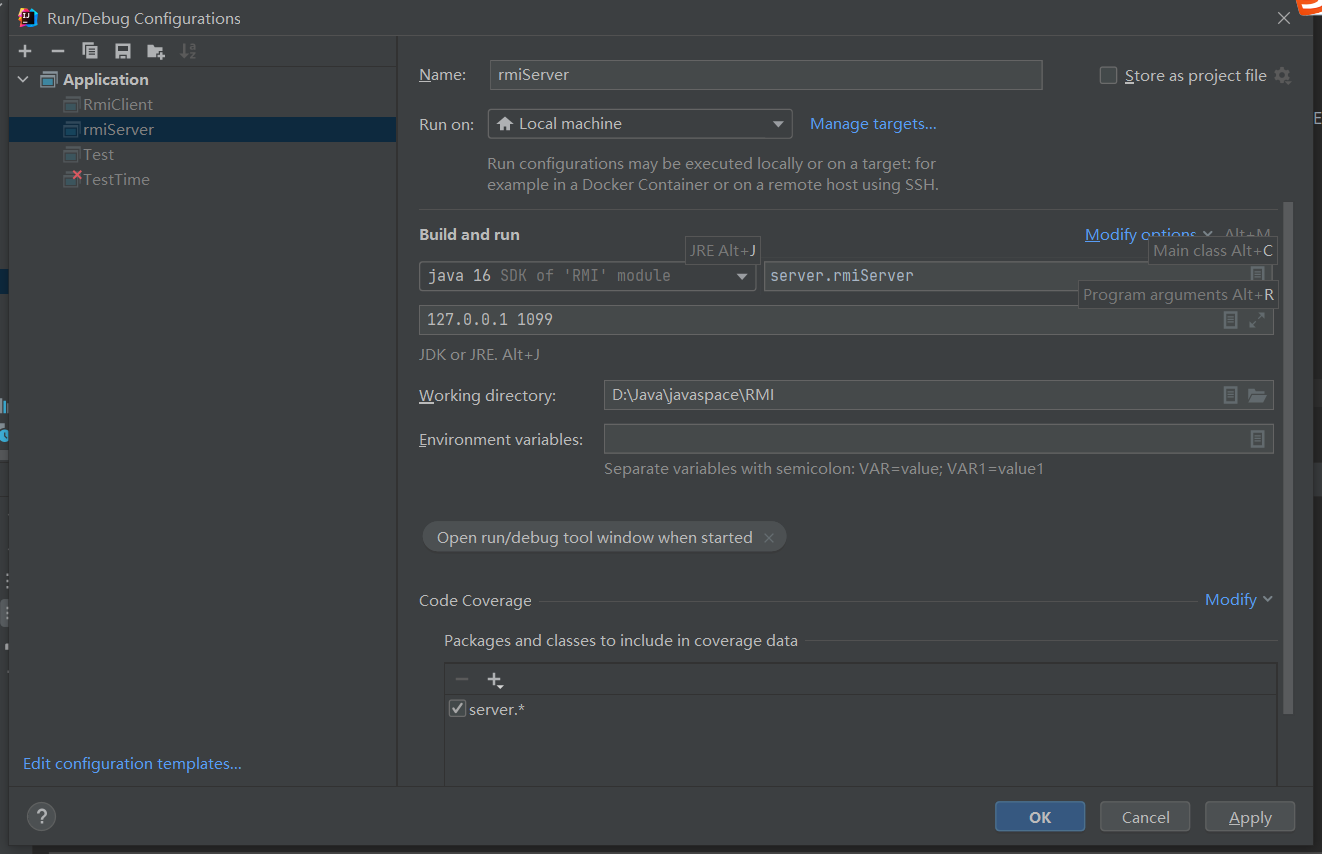 Run/Debug Configurations
Application
RmiClient
rmiServer
Test
TestTime
Edit configuration templates...
Name: rmiServer
Store as project file
Run on: Local machine Manage targets...
Run configurations may be executed locally or on a target: for
example in a Docker Container or on a remote host using SSH.
Build and run
Modify options Alt+M
JRE Alt+J
Main class Alt+C
java 16 SDK of 'RMI' module
server.rmiServer
Program arguments Alt+R
127.0.0.1 1099
JDK or JRE. Alt+J
Working directory: D:\Java\javaspace\RMI
Environment variables:
Separate variables with semicolon: VAR=value; VAR1=value1
Open run/debug tool window when started
Code Coverage
Modify
Packages and classes to include in coverage data
server.*
?
OK
Cancel
Apply